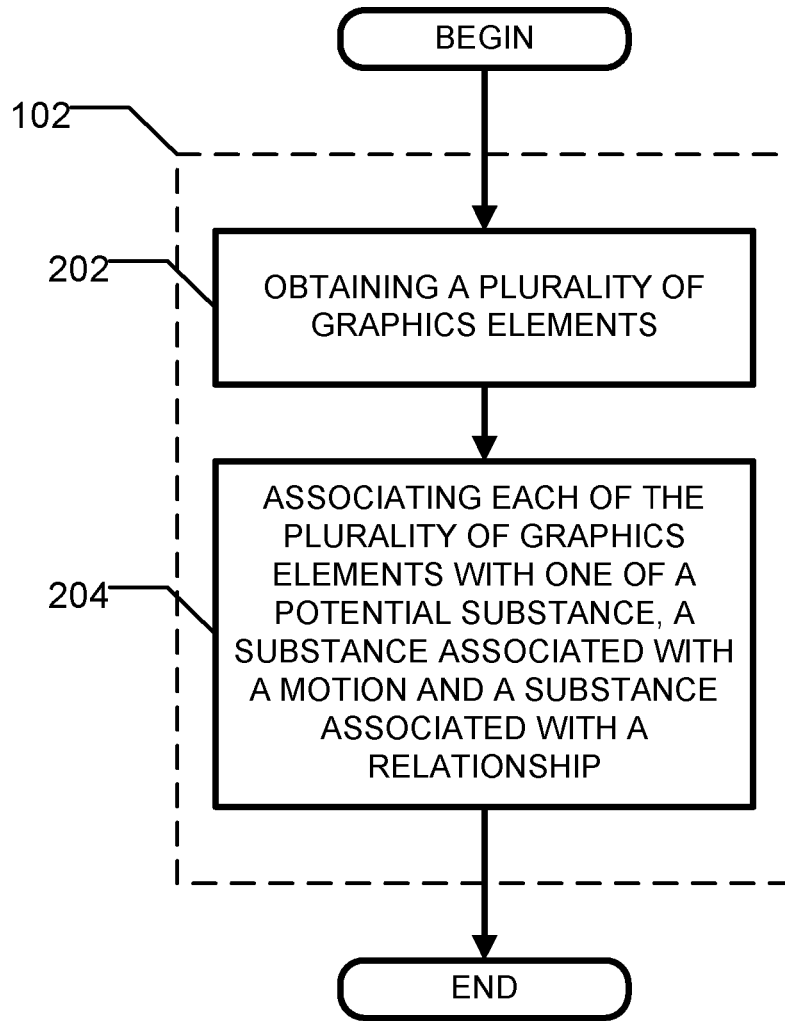 BEGIN
102
202
OBTAINING A PLURALITY OF
GRAPHICS ELEMENTS
204
ASSOCIATING EACH OF THE
PLURALITY OF GRAPHICS
ELEMENTS WITH ONE OF A
POTENTIAL SUBSTANCE, A
SUBSTANCE ASSOCIATED WITH
A MOTION AND A SUBSTANCE
ASSOCIATED WITH A
RELATIONSHIP
END